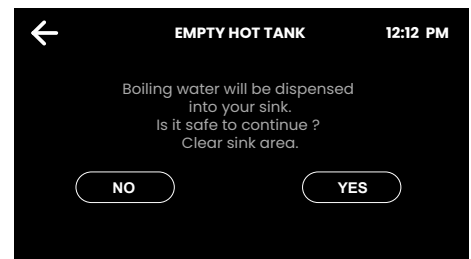 EMPTY HOT TANK 12:12 PM
Boiling water will be dispensed
into your sink.
Is it safe to continue ?
Clear sink area.
NO YES